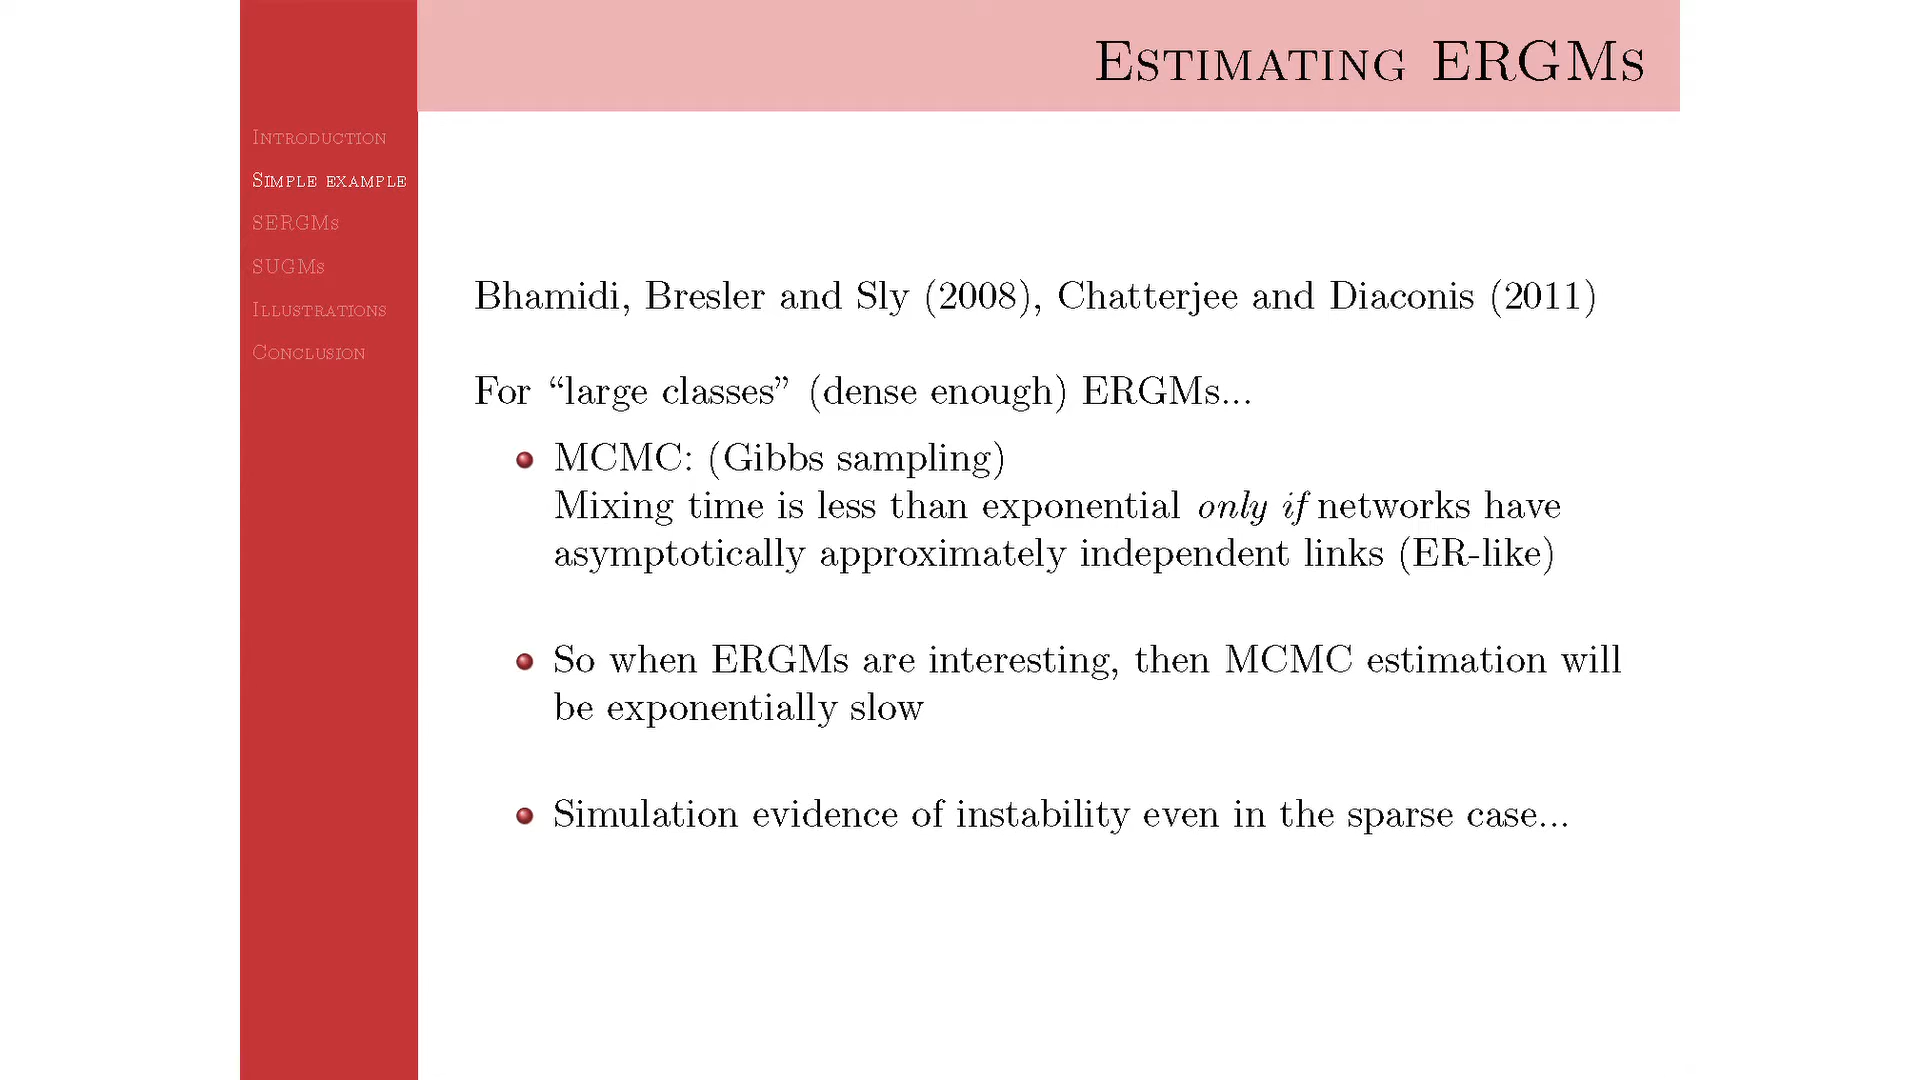 Estimating ERGMs
Introduction
Simple example
SERGMs
SUGMs
Illustrations
Conclusion
Bhamidi, Bresler and Sly (2008), Chatterjee and Diaconis (2011)
For “large classes” (dense enough) ERGMs...
MCMC: (Gibbs sampling)
Mixing time is less than exponential only if networks have
asymptotically approximately independent links (ER-like)
So when ERGMs are interesting, then MCMC estimation will
be exponentially slow
Simulation evidence of instability even in the sparse case...